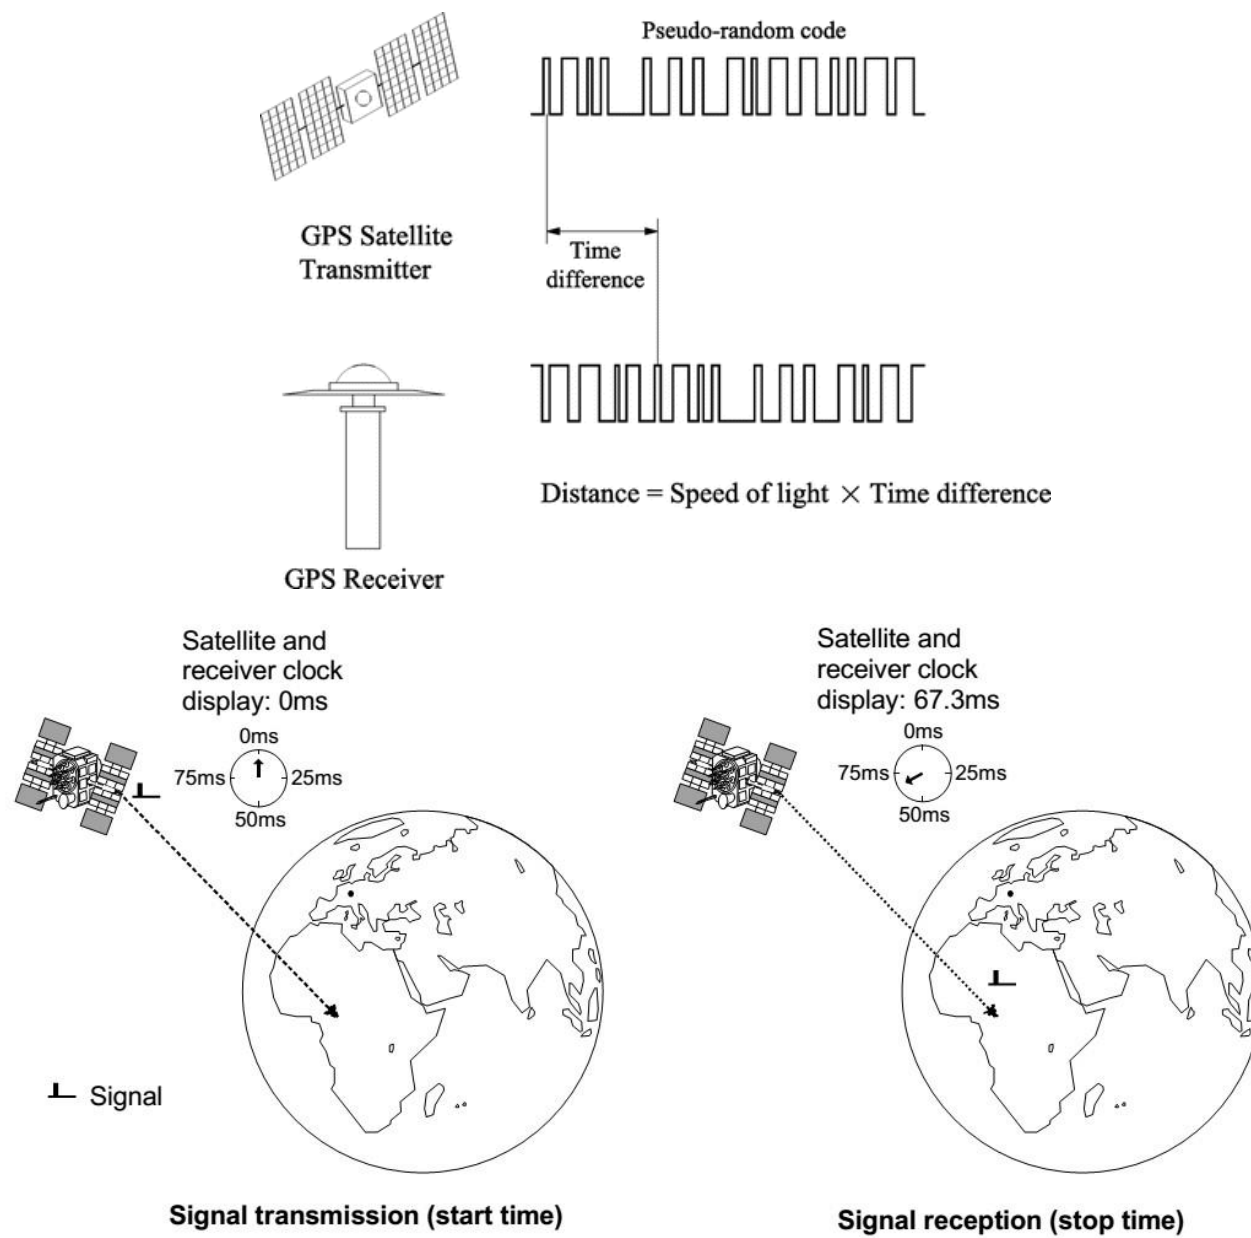 Pseudo-random code
GPS Satellite
Transmitter
Time
difference
Distance = Speed of light × Time difference
GPS Receiver
Satellite and
receiver clock
display: 0ms
0ms
75ms
25ms
50ms
Signal
Signal transmission (start time)
Satellite and
receiver clock
display: 67.3ms
0ms
75ms
25ms
50ms
Signal reception (stop time)